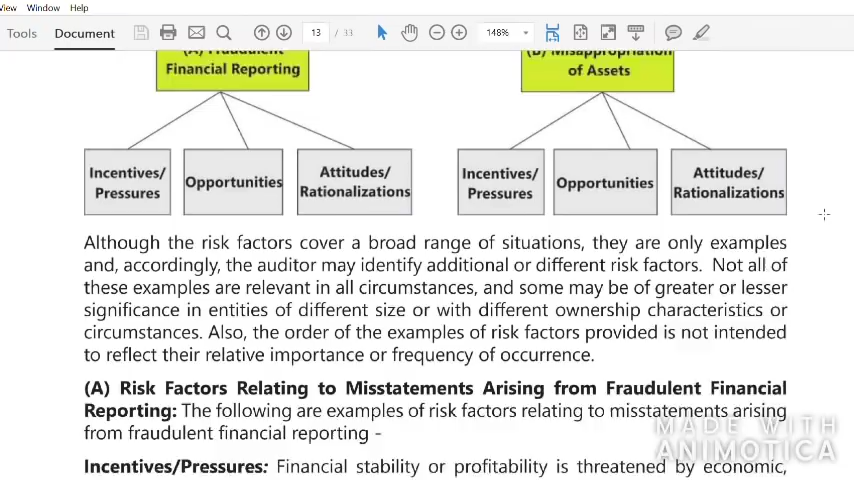 View Window Help
Tools Document 13 / 33 148%
(A) Fraudulent
Financial Reporting
(B) Misappropriation
of Assets
Incentives/
Pressures
Opportunities
Attitudes/
Rationalizations
Incentives/
Pressures
Opportunities
Attitudes/
Rationalizations
Although the risk factors cover a broad range of situations, they are only examples
and, accordingly, the auditor may identify additional or different risk factors. Not all of
these examples are relevant in all circumstances, and some may be of greater or lesser
significance in entities of different size or with different ownership characteristics or
circumstances. Also, the order of the examples of risk factors provided is not intended
to reflect their relative importance or frequency of occurrence.
(A) Risk Factors Relating to Misstatements Arising from Fraudulent Financial
Reporting: The following are examples of risk factors relating to misstatements arising
from fraudulent financial reporting -
MADE WITH
ANIMOTICA
Incentives/Pressures: Financial stability or profitability is threatened by economic,